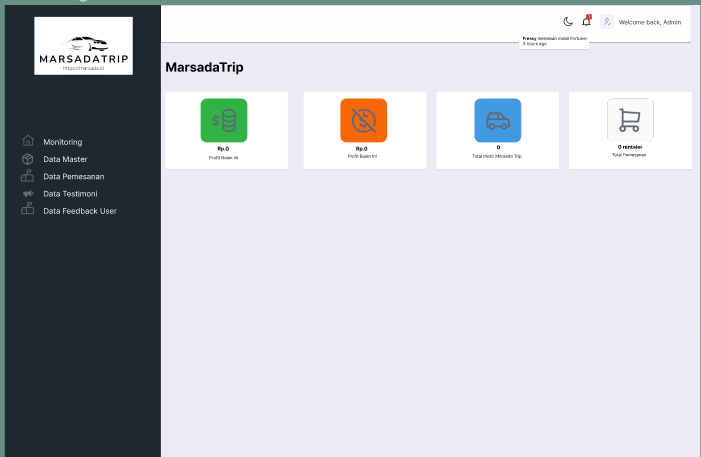 MARSADATRIP
https://marsada.id
Monitoring
Data Master
Data Pemesanan
Data Testimoni
Data Feedback User
1
Welcome back, Admin
Fresky memesan mobil Fortuner
3 hours ago
MarsadaTrip
Rp.0
Profit Bulan Ini
Rp.0
Profit Bulan Ini
0
Total mobil Marsada Trip
0 rentaler
Total Pemesanan